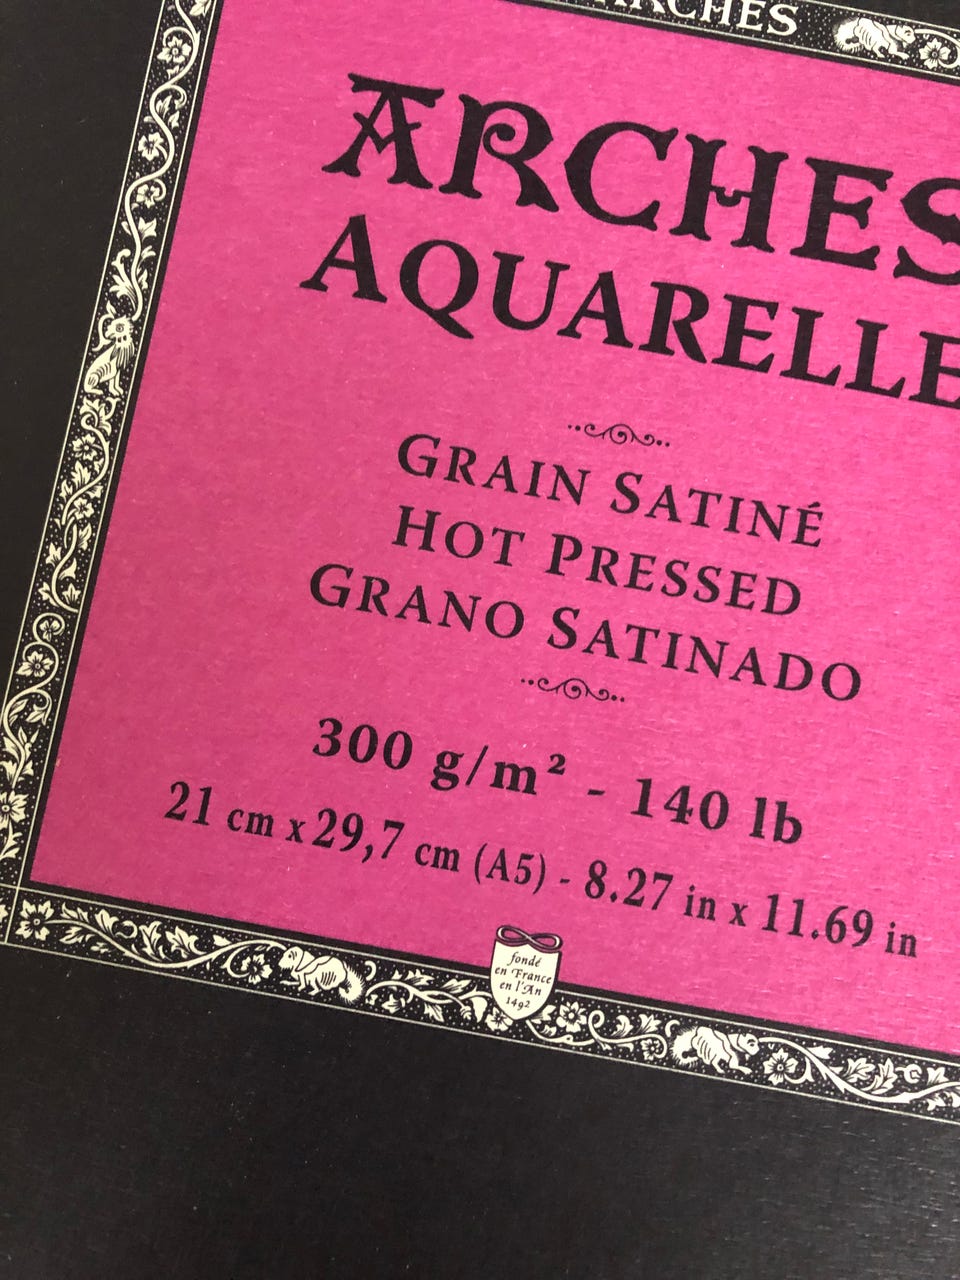 ARCHES
ARCHES
AQUARELLE
GRAIN SATINÉ
HOT PRESSED
GRANO SATINADO
300 g/m² - 140 lb
21 cm x 29,7 cm (A5) - 8.27 in x 11.69 in
fondé
en France
en l'An
1492